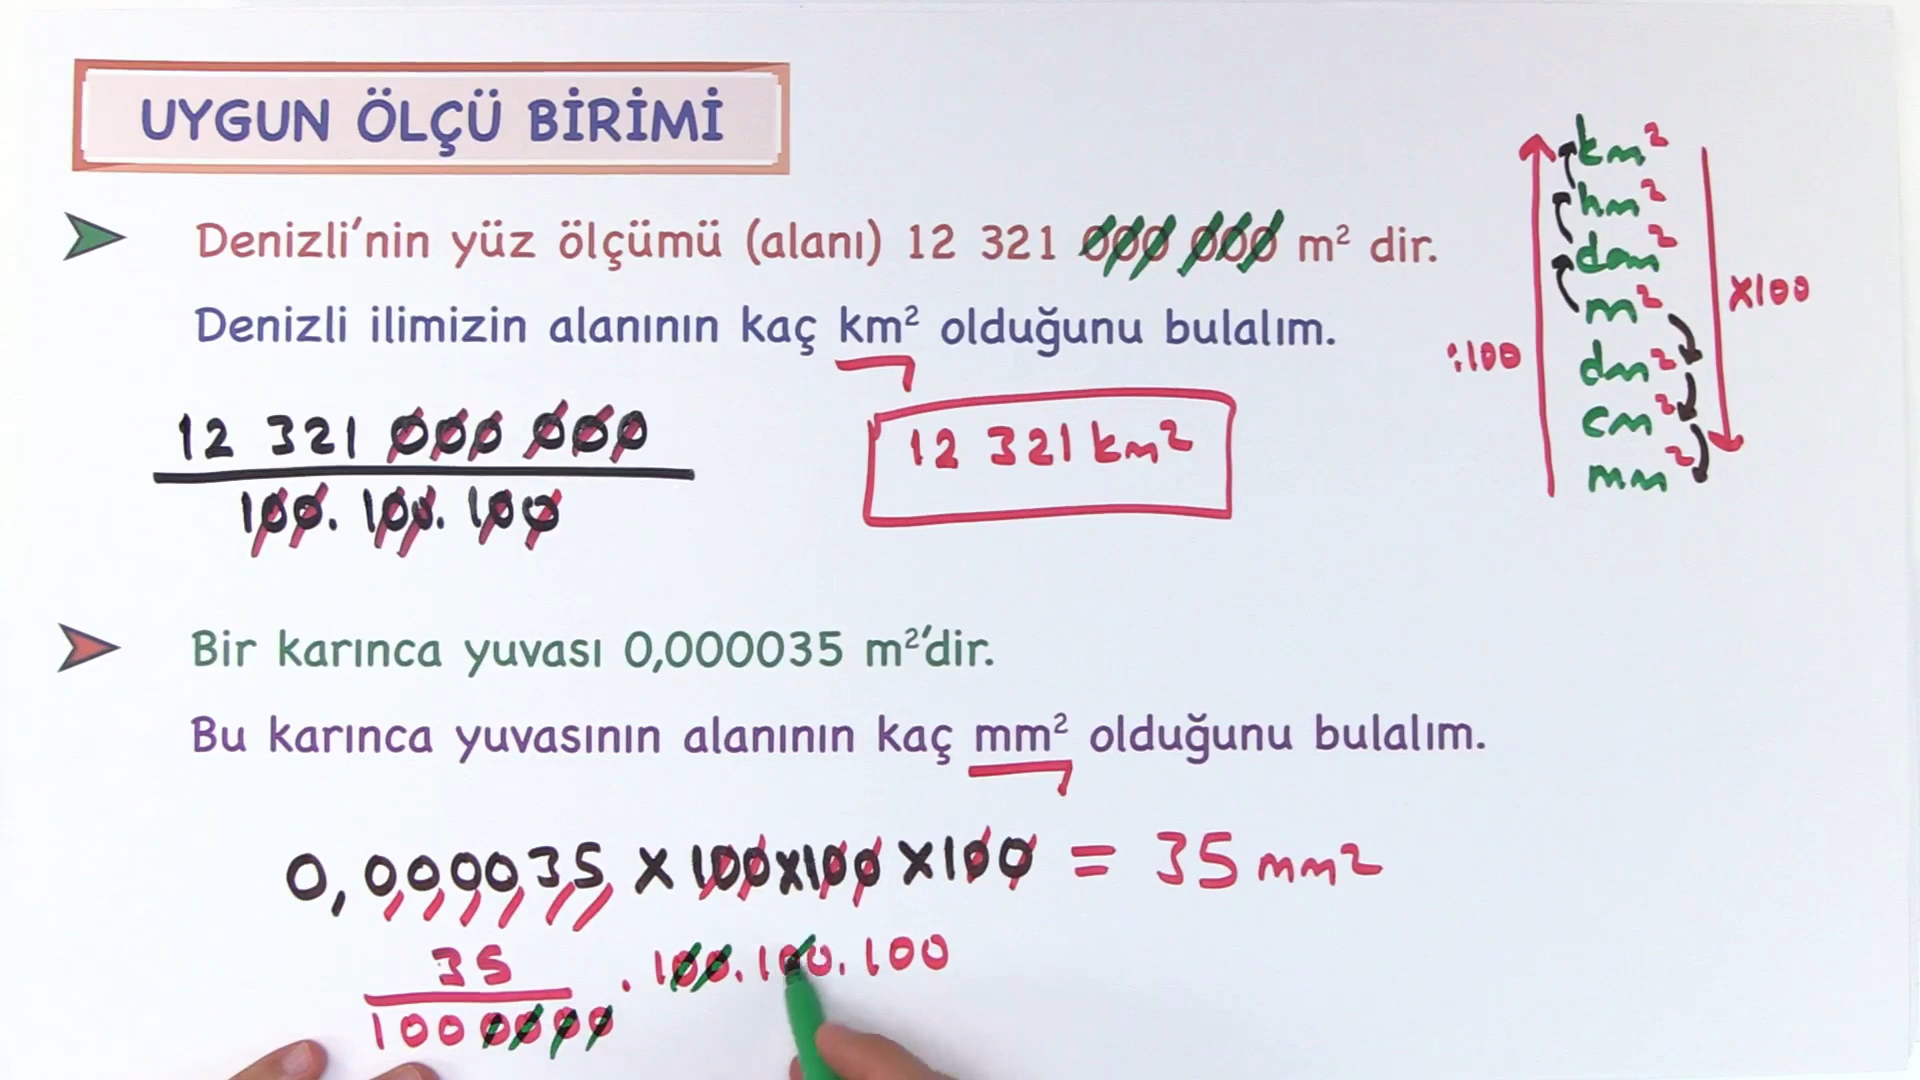 UYGUN ÖLÇÜ BİRİMİ
Denizli'nin yüz ölçümü (alanı) 12 321 000 000 m² dir.
Denizli ilimizin alanının kaç km² olduğunu bulalım.
12 321 000 000
100. 100. 100
12 321 km²
km²
hm²
dam²
m²
dm²
cm²
mm²
:100
x100
Bir karınca yuvası 0,000035 m²'dir.
Bu karınca yuvasının alanının kaç mm² olduğunu bulalım.
0,000035 x 100x100 x100 = 35 mm2
35
1000000
. 100.100.100